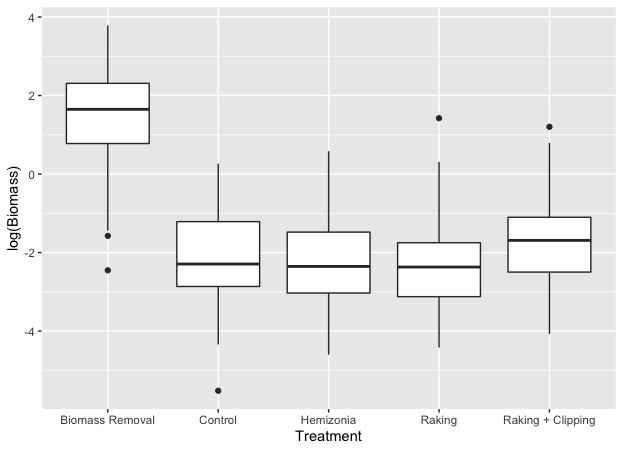 log(Biomass)
4
2
0
-2
-4
Biomass Removal
Control
Hemizonia
Raking
Raking + Clipping
Treatment